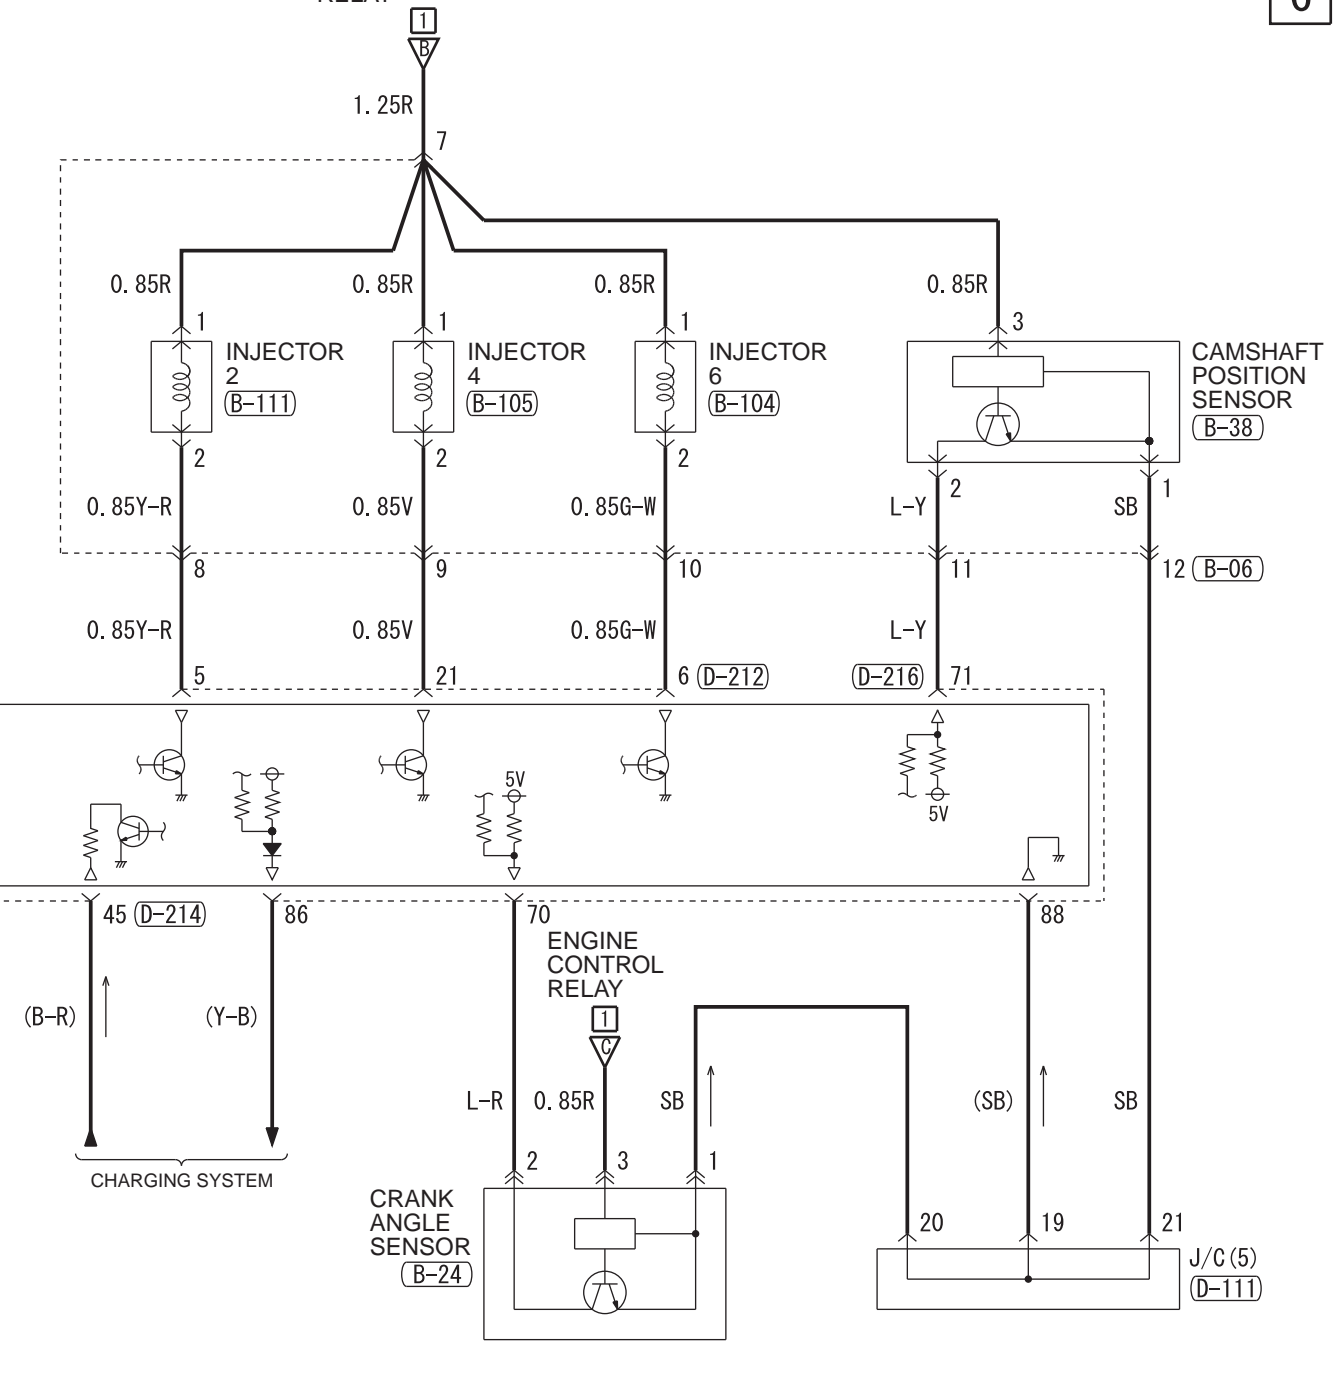 1
B
1.25R
7
0.85R 0.85R 0.85R 0.85R
1 1 1 3
INJECTOR
2
B-111
INJECTOR
4
B-105
INJECTOR
6
B-104
CAMSHAFT
POSITION
SENSOR
B-38
2 2 2 2 1
0.85Y-R 0.85V 0.85G-W L-Y SB
8 9 10 11 12 B-06
0.85Y-R 0.85V 0.85G-W L-Y
5 21 6 D-212 D-216 71
5V
5V
45 D-214 86 70 88
ENGINE
CONTROL
RELAY
1
C
(B-R) (Y-B)
L-R 0.85R SB (SB) SB
CHARGING SYSTEM
2 3 1
CRANK
ANGLE
SENSOR
B-24
20 19 21
J/C(5)
D-111